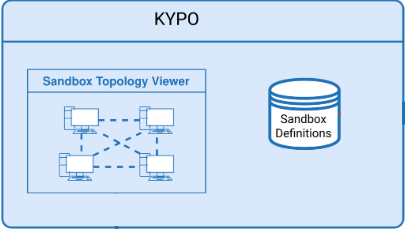 KYPO
Sandbox Topology Viewer
Sandbox
Definitions